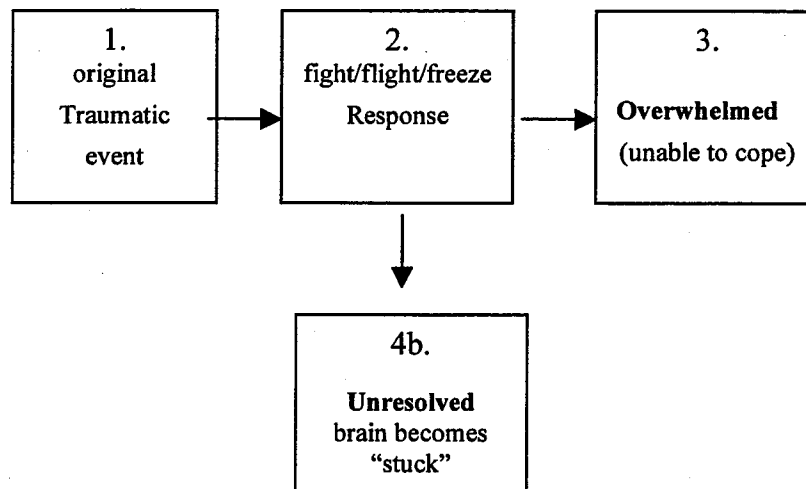 1.
original
Traumatic
event
2.
fight/flight/freeze
Response
3.
Overwhelmed
(unable to cope)
4b.
Unresolved
brain becomes
“stuck”